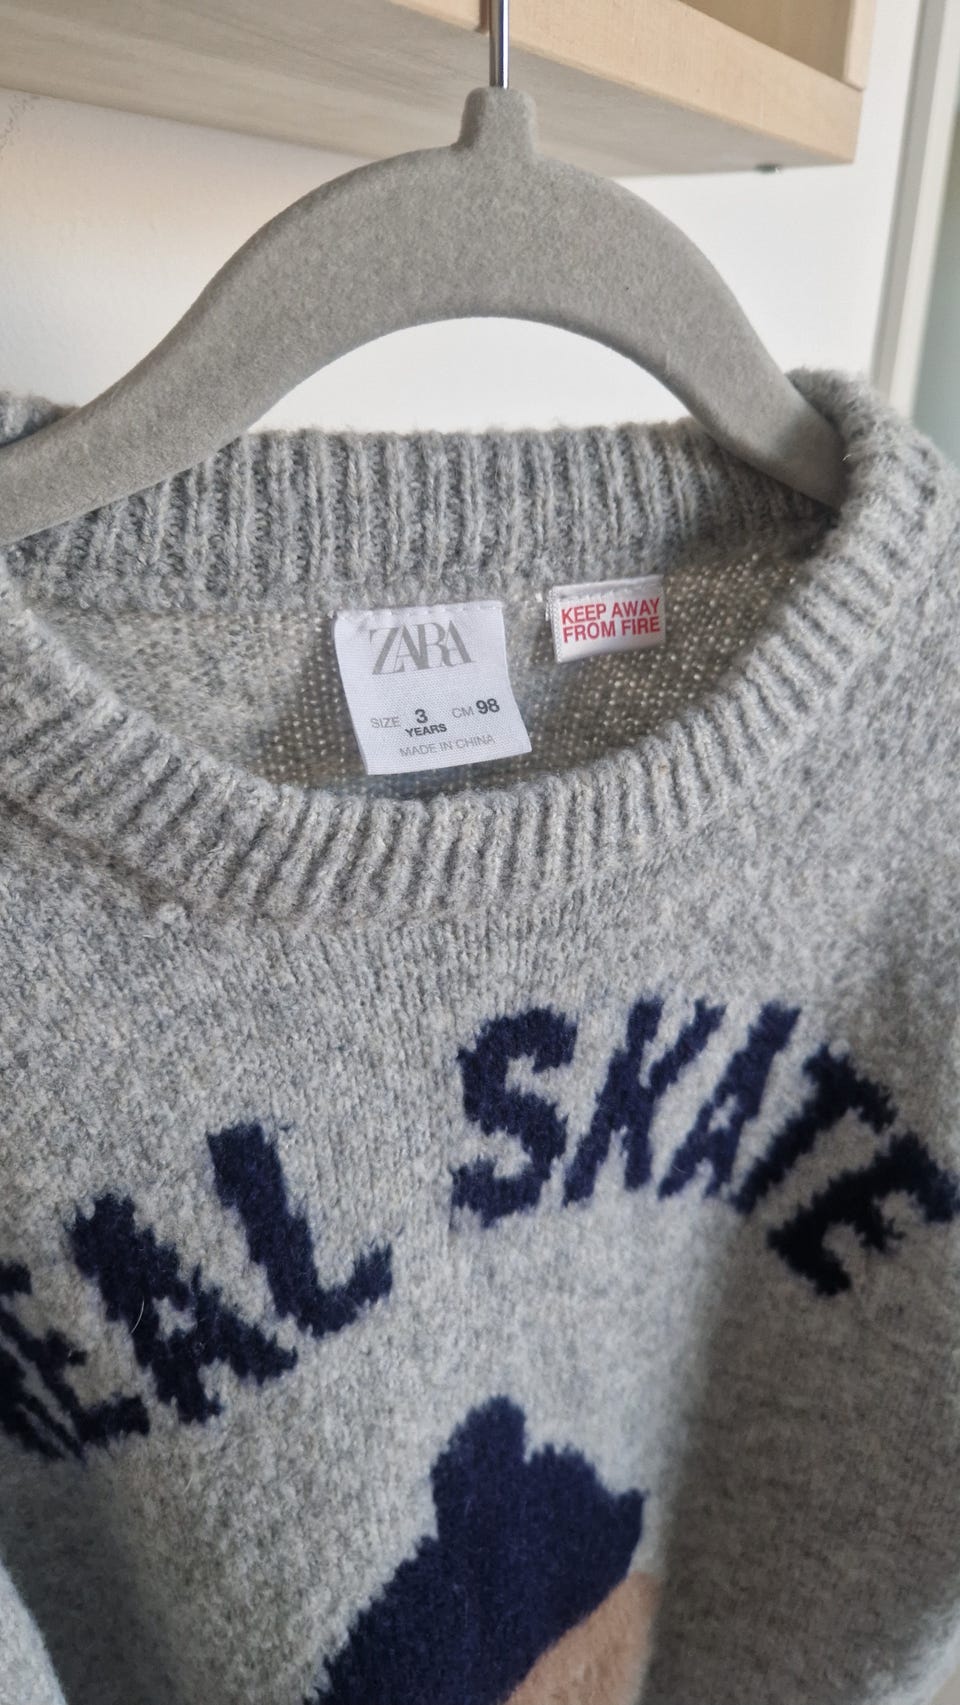 ZARA
SIZE 3 YEARS CM 98
MADE IN CHINA
KEEP AWAY
FROM FIRE
EAL SKATE